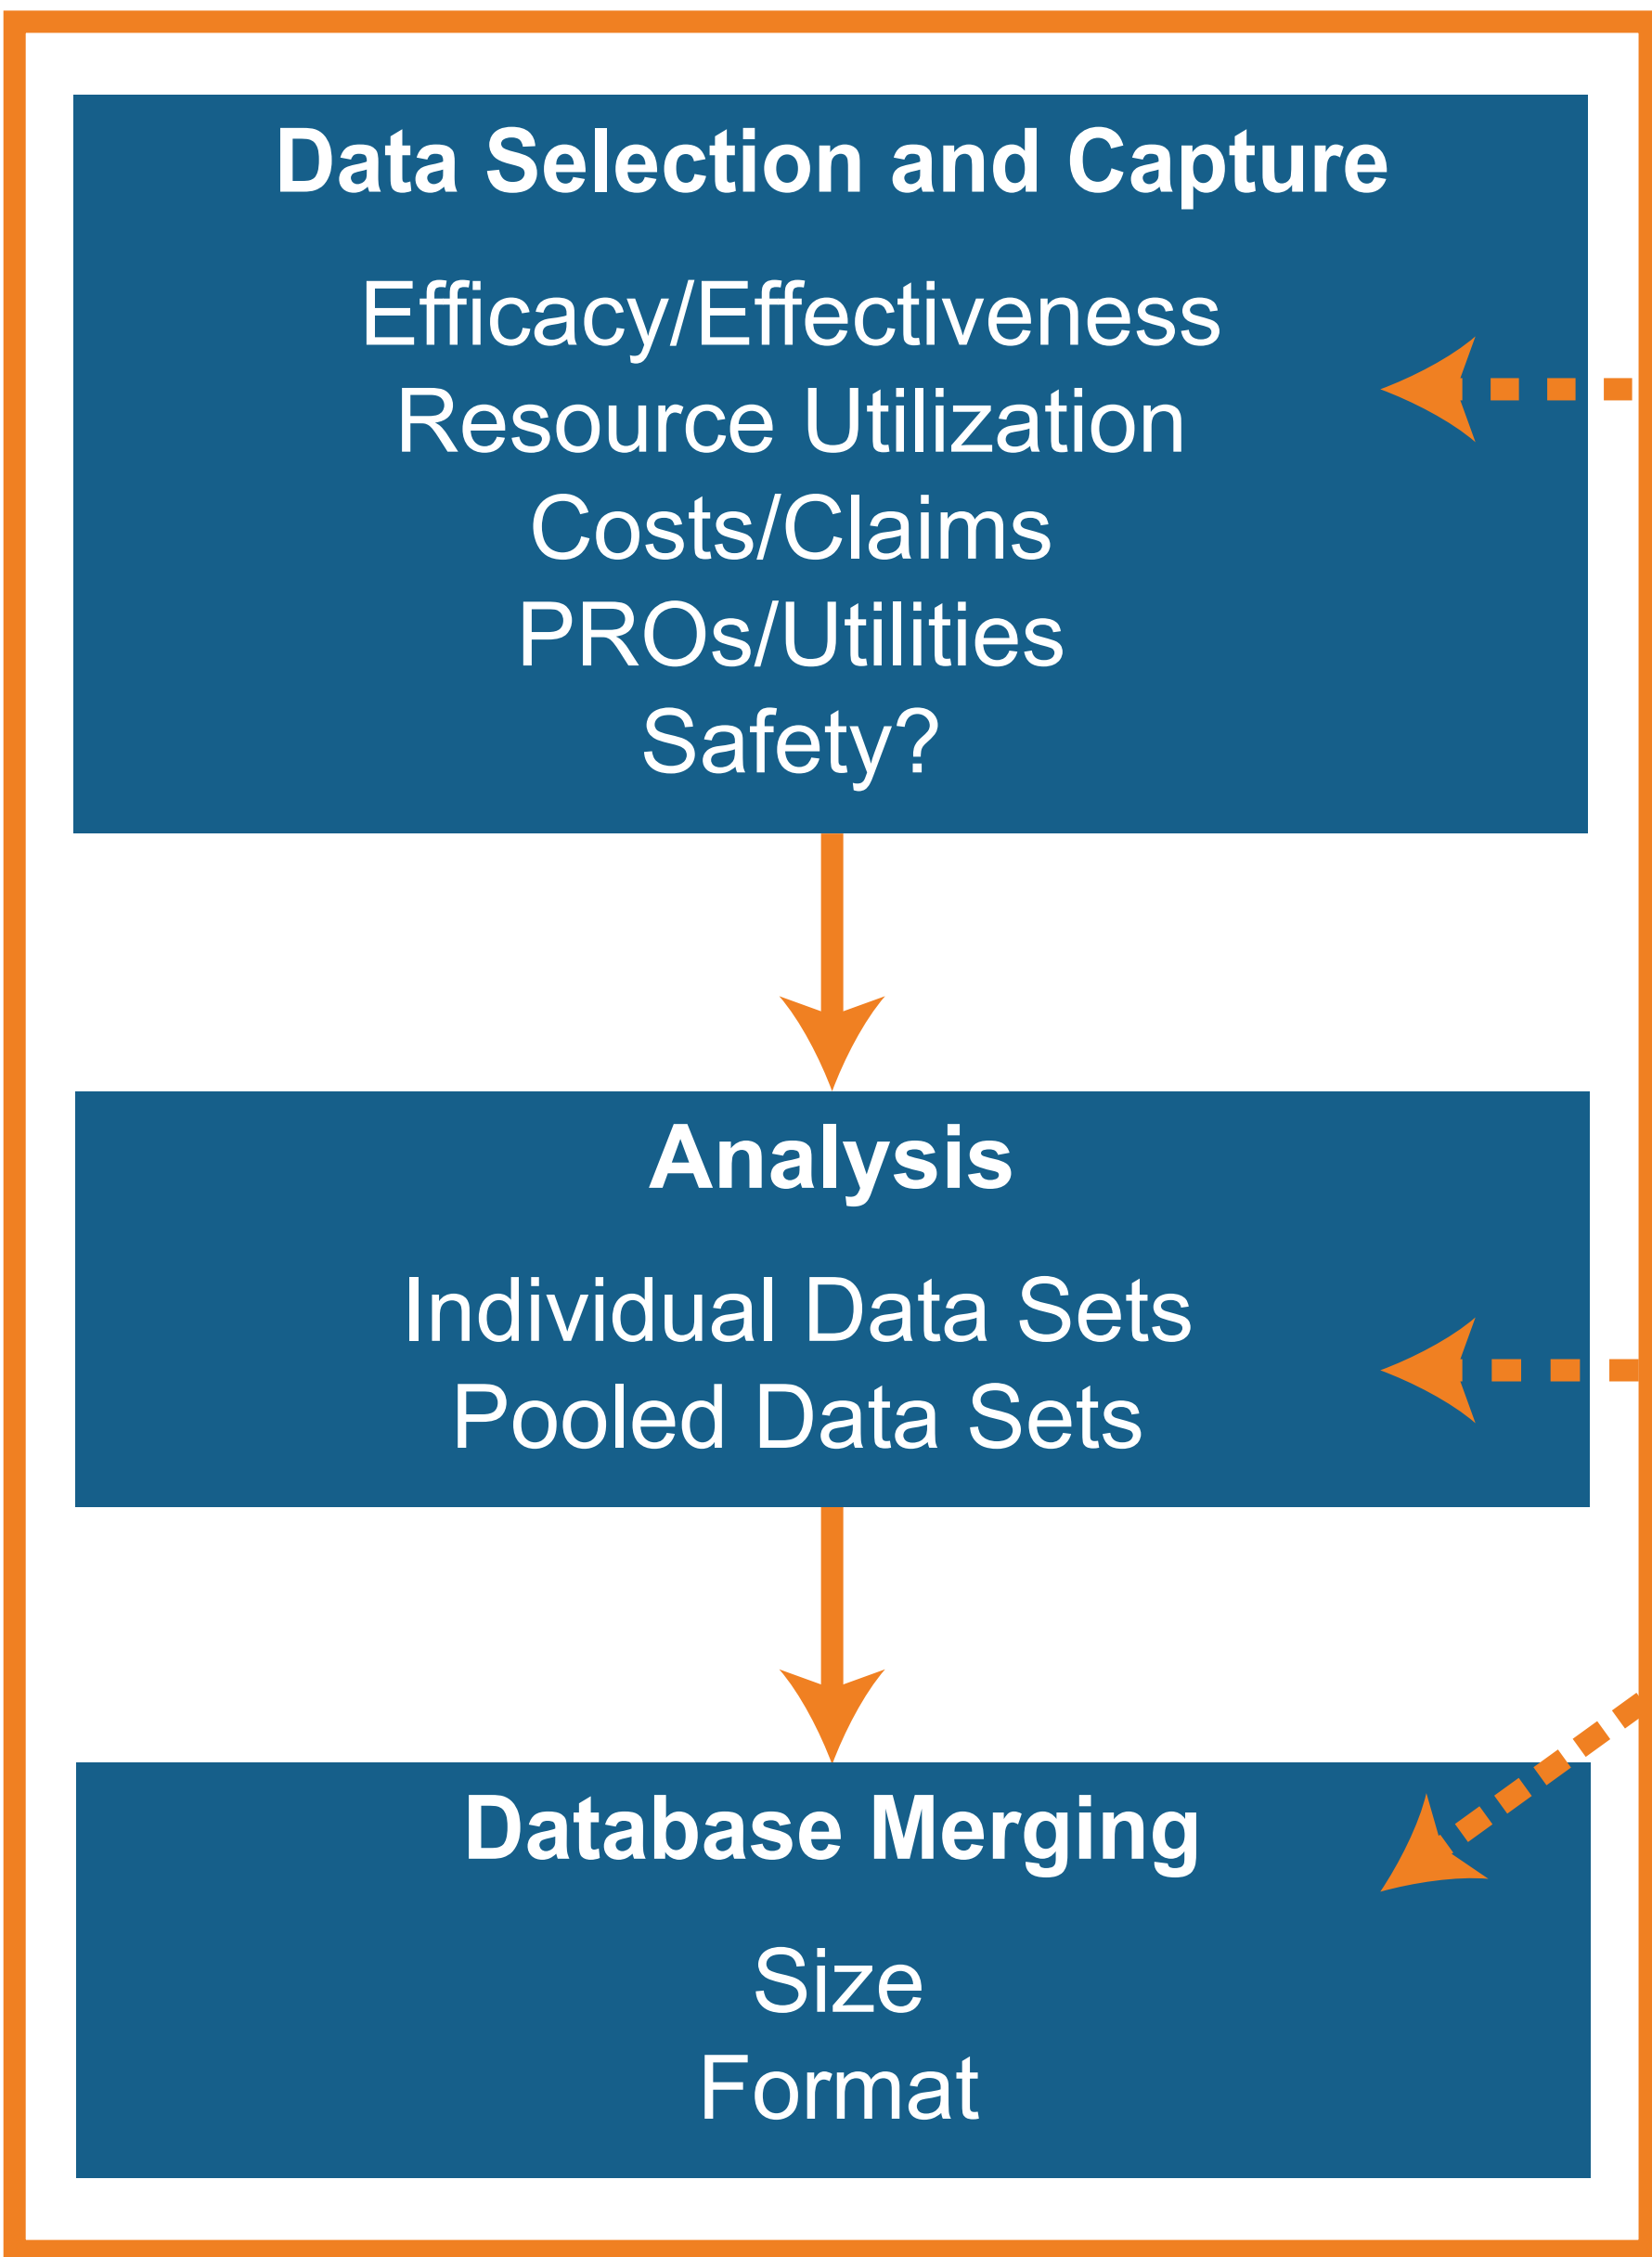 Data Selection and Capture
Efficacy/Effectiveness
Resource Utilization
Costs/Claims
PROs/Utilities
Safety?
Analysis
Individual Data Sets
Pooled Data Sets
Database Merging
Size
Format